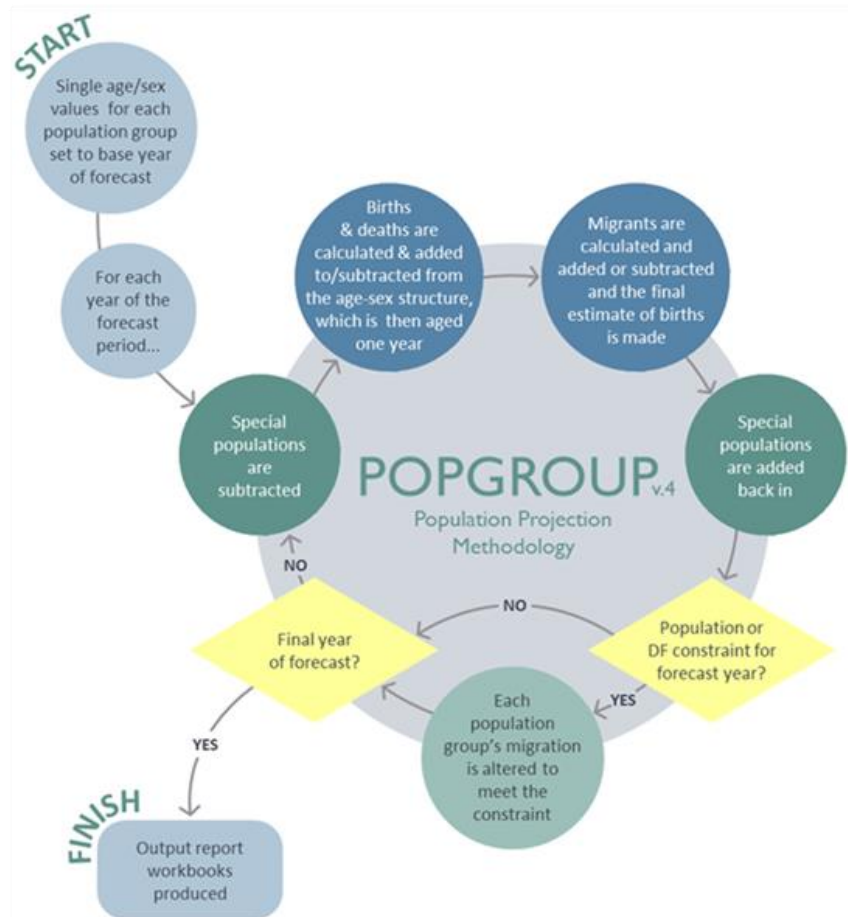 START
Single age/sex
values for each
population group
set to base year
of forecast
For each
year of the
forecast
period...
Special
populations
are
subtracted
Births
& deaths are
calculated & added
to/subtracted from
the age-sex structure,
which is then aged
one year
Migrants are
calculated and
added or subtracted
and the final
estimate of births
is made
Special
populations
are added
back in
POPGROUP v.4
Population Projection
Methodology
Population or
DF constraint for
forecast year?
NO
YES
Each
population
group's migration
is altered to
meet the
constraint
Final year
of forecast?
NO
YES
FINISH
Output report
workbooks
produced